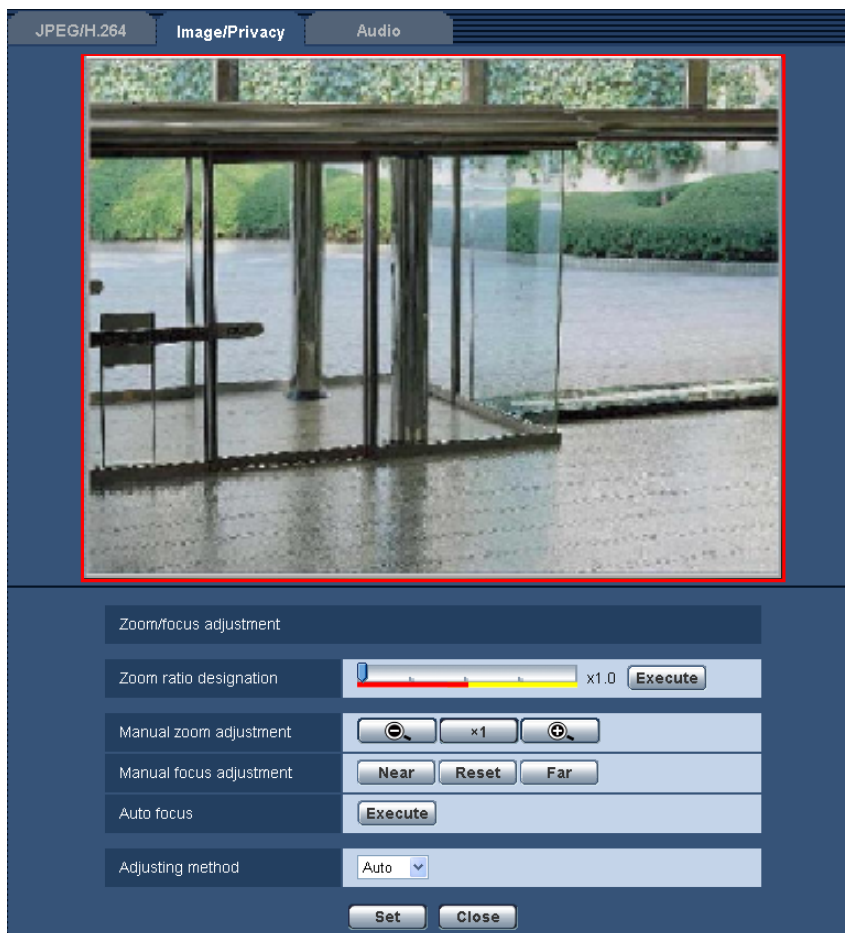 JPEG/H.264 Image/Privacy Audio
Zoom/focus adjustment
Zoom ratio designation x1.0 Execute
Manual zoom adjustment ×1
Manual focus adjustment Near Reset Far
Auto focus Execute
Adjusting method Auto
Set Close